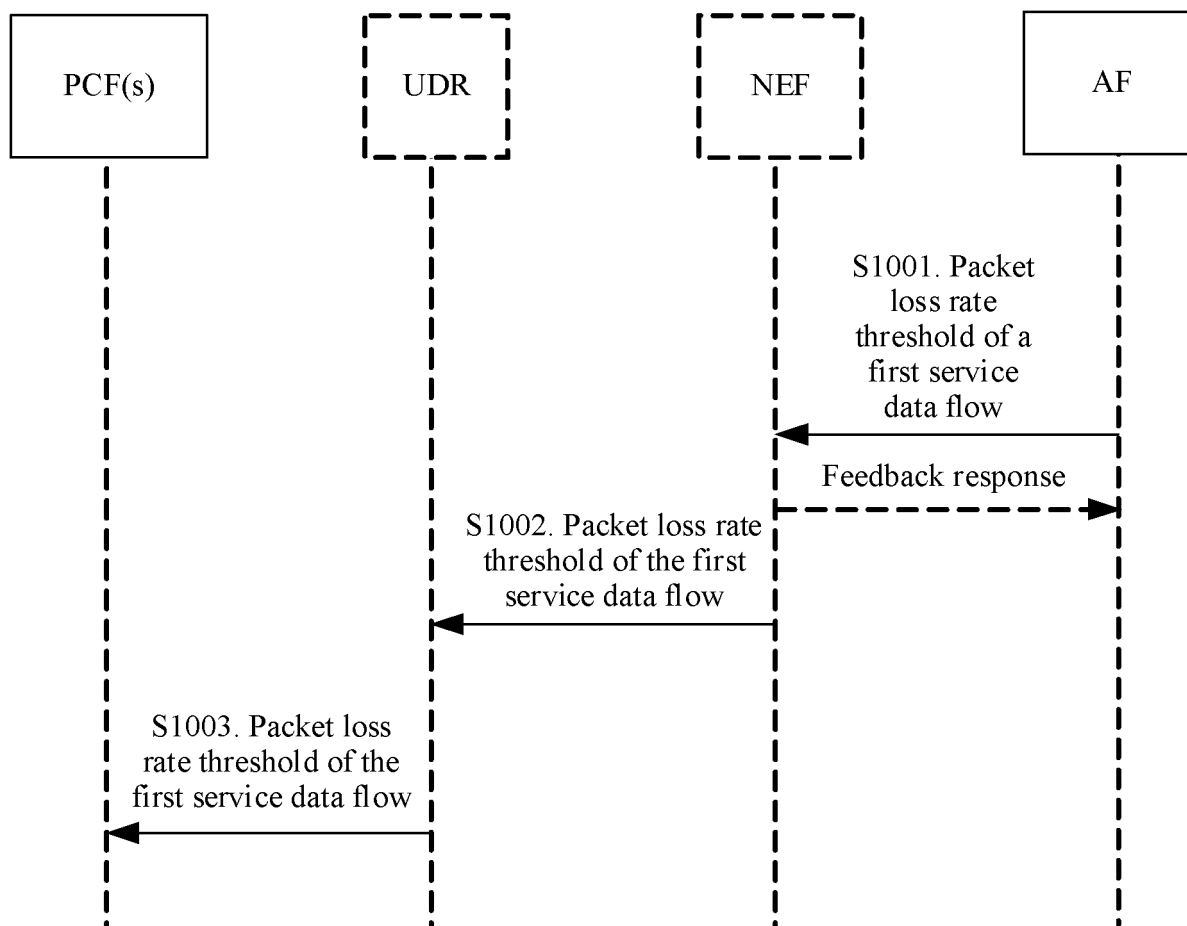 PCF(s)
UDR
NEF
AF
S1001. Packet
loss rate
threshold of a
first service
data flow
Feedback response
S1002. Packet loss rate
threshold of the first
service data flow
S1003. Packet loss
rate threshold of the
first service data flow